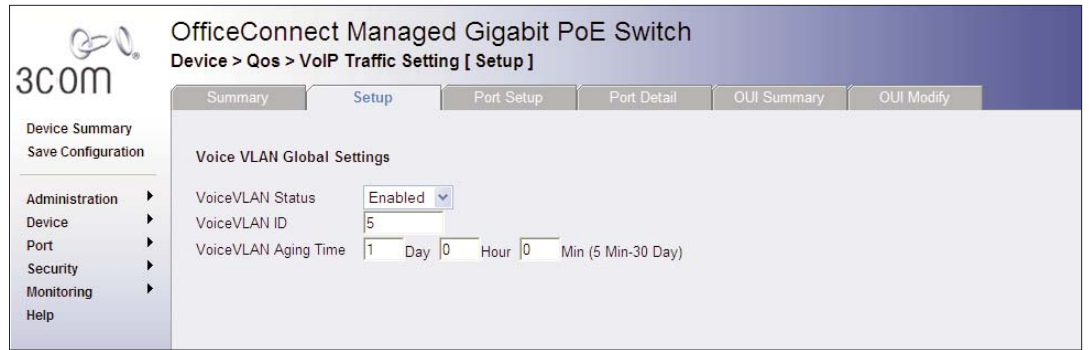 OfficeConnect Managed Gigabit PoE Switch
Device > Qos > VoIP Traffic Setting [ Setup ]
3COM
Summary Setup Port Setup Port Detail OUI Summary OUI Modify
Device Summary
Save Configuration
Administration
Device
Port
Security
Monitoring
Help
Voice VLAN Global Settings
VoiceVLAN Status Enabled
VoiceVLAN ID 5
VoiceVLAN Aging Time 1 Day 0 Hour 0 Min (5 Min-30 Day)